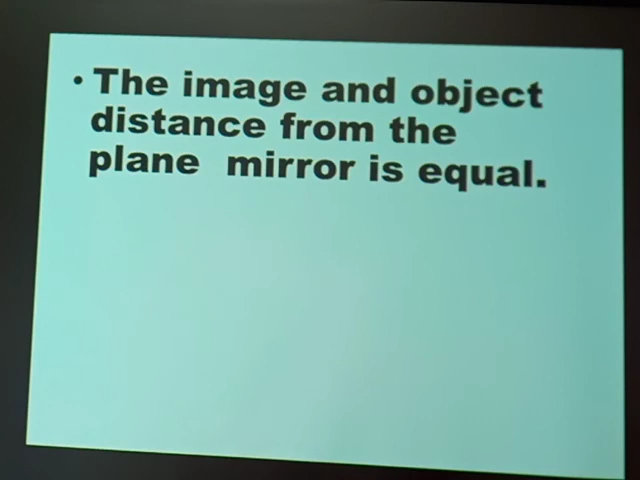 • The image and object
distance from the
plane  mirror is equal.